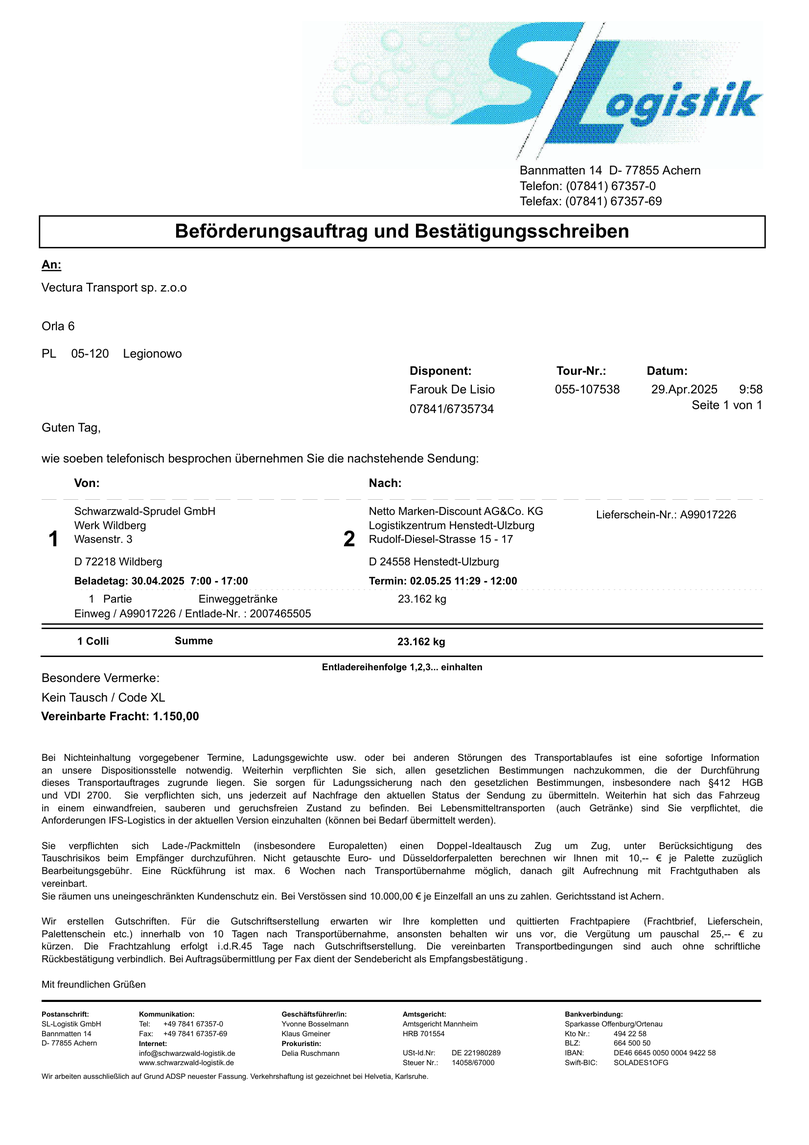 SLogistik
Bannmatten 14 D- 77855 Achern
Telefon: (07841) 67357-0
Telefax: (07841) 67357-69
Beförderungsauftrag und Bestätigungsschreiben
An:
Vectura Transport sp. z.o.o
Orla 6
PL 05-120 Legionowo
Disponent: Tour-Nr.: Datum:
Farouk De Lisio 055-107538 29.Apr.2025 9:58
07841/6735734 Seite 1 von 1
Guten Tag,
wie soeben telefonisch besprochen übernehmen Sie die nachstehende Sendung:
Von: Nach:
1
Schwarzwald-Sprudel GmbH
Werk Wildberg
Wasenstr. 3
D 72218 Wildberg
Beladetag: 30.04.2025 7:00 - 17:00
2
Netto Marken-Discount AG&Co. KG
Logistikzentrum Henstedt-Ulzburg
Rudolf-Diesel-Strasse 15 - 17
D 24558 Henstedt-Ulzburg
Termin: 02.05.25 11:29 - 12:00
Lieferschein-Nr.: A99017226
1 Partie Einweggetränke 23.162 kg
Einweg / A99017226 / Entlade-Nr. : 2007465505
1 Colli Summe 23.162 kg
Entladereihenfolge 1,2,3... einhalten
Besondere Vermerke:
Kein Tausch / Code XL
Vereinbarte Fracht: 1.150,00
Bei Nichteinhaltung vorgegebener Termine, Ladungsgewichte usw. oder bei anderen Störungen des Transportablaufes ist eine sofortige Information
an unsere Dispositionsstelle notwendig. Weiterhin verpflichten Sie sich, allen gesetzlichen Bestimmungen nachzukommen, die der Durchführung
dieses Transportauftrages zugrunde liegen. Sie sorgen für Ladungssicherung nach den gesetzlichen Bestimmungen, insbesondere nach §412 HGB
und VDI 2700. Sie verpflichten sich, uns jederzeit auf Nachfrage den aktuellen Status der Sendung zu übermitteln. Weiterhin hat sich das Fahrzeug
in einem einwandfreien, sauberen und geruchsfreien Zustand zu befinden. Bei Lebensmitteltransporten (auch Getränke) sind Sie verpflichtet, die
Anforderungen IFS-Logistics in der aktuellen Version einzuhalten (können bei Bedarf übermittelt werden).
Sie verpflichten sich Lade-/Packmitteln (insbesondere Europaletten) einen Doppel-Idealtausch Zug um Zug, unter Berücksichtigung des
Tauschrisikos beim Empfänger durchzuführen. Nicht getauschte Euro- und Düsseldorferpaletten berechnen wir Ihnen mit 10,-- € je Palette zuzüglich
Bearbeitungsgebühr. Eine Rückführung ist max. 6 Wochen nach Transportübernahme möglich, danach gilt Aufrechnung mit Frachtguthaben als
vereinbart.
Sie räumen uns uneingeschränkten Kundenschutz ein. Bei Verstössen sind 10.000,00 € je Einzelfall an uns zu zahlen. Gerichtsstand ist Achern.
Wir erstellen Gutschriften. Für die Gutschriftserstellung erwarten wir Ihre kompletten und quittierten Frachtpapiere (Frachtbrief, Lieferschein,
Palettenschein etc.) innerhalb von 10 Tagen nach Transportübernahme, ansonsten behalten wir uns vor, die Vergütung um pauschal 25,-- € zu
kürzen. Die Frachtzahlung erfolgt i.d.R.45 Tage nach Gutschriftserstellung. Die vereinbarten Transportbedingungen sind auch ohne schriftliche
Rückbestätigung verbindlich. Bei Auftragsübermittlung per Fax dient der Sendebericht als Empfangsbestätigung.
Mit freundlichen Grüßen
Postanschrift:
SL-Logistik GmbH
Bannmatten 14
D- 77855 Achern
Kommunikation:
Tel: +49 7841 67357-0
Fax: +49 7841 67357-69
Internet:
info@schwarzwald-logistik.de
www.schwarzwald-logistik.de
Geschäftsführer/in:
Yvonne Bosselmann
Klaus Gmeiner
Prokuristin:
Delia Ruschmann
Amtsgericht:
Amtsgericht Mannheim
HRB 701554
USt-Id.Nr: DE 221980289
Steuer Nr.: 14058/67000
Bankverbindung:
Sparkasse Offenburg/Ortenau
Kto Nr.: 494 22 58
BLZ: 664 500 50
IBAN: DE46 6645 0050 0004 9422 58
Swift-BIC: SOLADES1OFG
Wir arbeiten ausschließlich auf Grund ADSP neuester Fassung. Verkehrshaftung ist gezeichnet bei Helvetia, Karlsruhe.